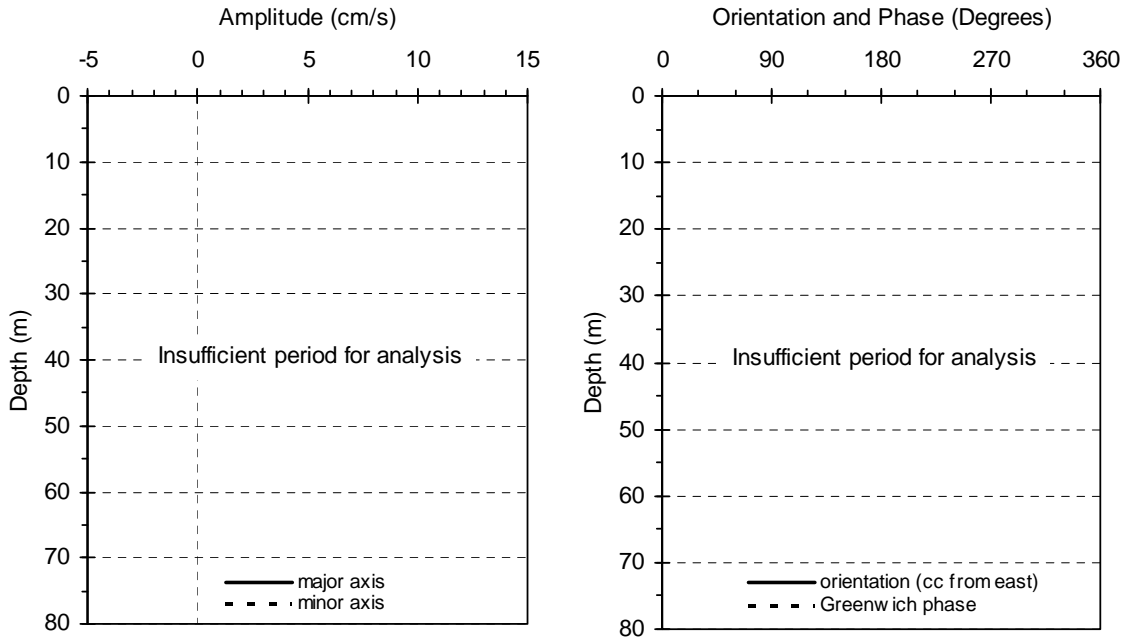 Amplitude (cm/s)
-5 0 5 10 15
0
10
20
30
40
50
60
70
80
Depth (m)
Insufficient period for analysis
major axis
minor axis
Orientation and Phase (Degrees)
0 90 180 270 360
0
10
20
30
40
50
60
70
80
Depth (m)
Insufficient period for analysis
orientation (cc from east)
Greenwich phase